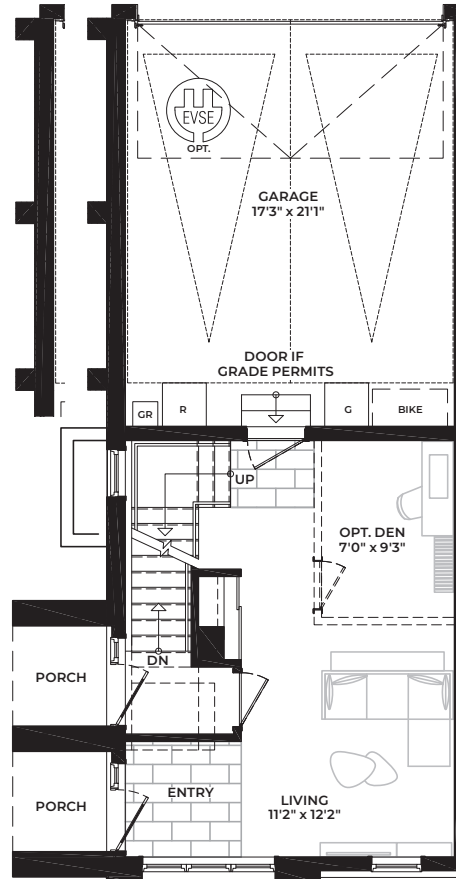 EVSE
OPT.
GARAGE
17'3" x 21'1"
DOOR IF
GRADE PERMITS
GR
R
G
BIKE
UP
OPT. DEN
7'0" x 9'3"
DN
PORCH
PORCH
ENTRY
LIVING
11'2" x 12'2"